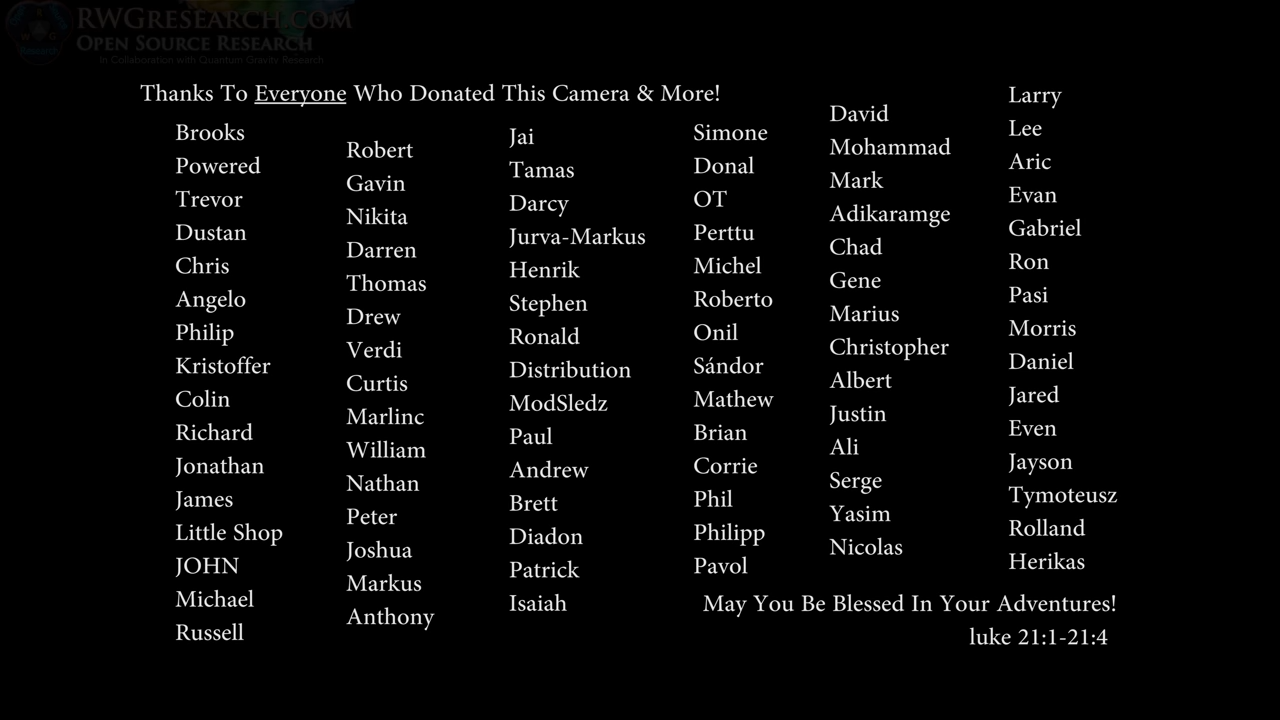 RWGRESEARCH.COM
OPEN SOURCE RESEARCH
In Collaboration with Quantum Gravity Research
Thanks To Everyone Who Donated This Camera & More!
Brooks
Powered
Trevor
Dustan
Chris
Angelo
Philip
Kristoffer
Colin
Richard
Jonathan
James
Little Shop
JOHN
Michael
Russell
Robert
Gavin
Nikita
Darren
Thomas
Drew
Verdi
Curtis
Marlinc
William
Nathan
Peter
Joshua
Markus
Anthony
Jai
Tamas
Darcy
Jurva-Markus
Henrik
Stephen
Ronald
Distribution
ModSledz
Paul
Andrew
Brett
Diadon
Patrick
Isaiah
Simone
Donal
OT
Perttu
Michel
Roberto
Onil
Sándor
Mathew
Brian
Corrie
Phil
Philipp
Pavol
David
Mohammad
Mark
Adikaramge
Chad
Gene
Marius
Christopher
Albert
Justin
Ali
Serge
Yasim
Nicolas
Larry
Lee
Aric
Evan
Gabriel
Ron
Pasi
Morris
Daniel
Jared
Even
Jayson
Tymoteusz
Rolland
Herikas
May You Be Blessed In Your Adventures!
luke 21:1-21:4